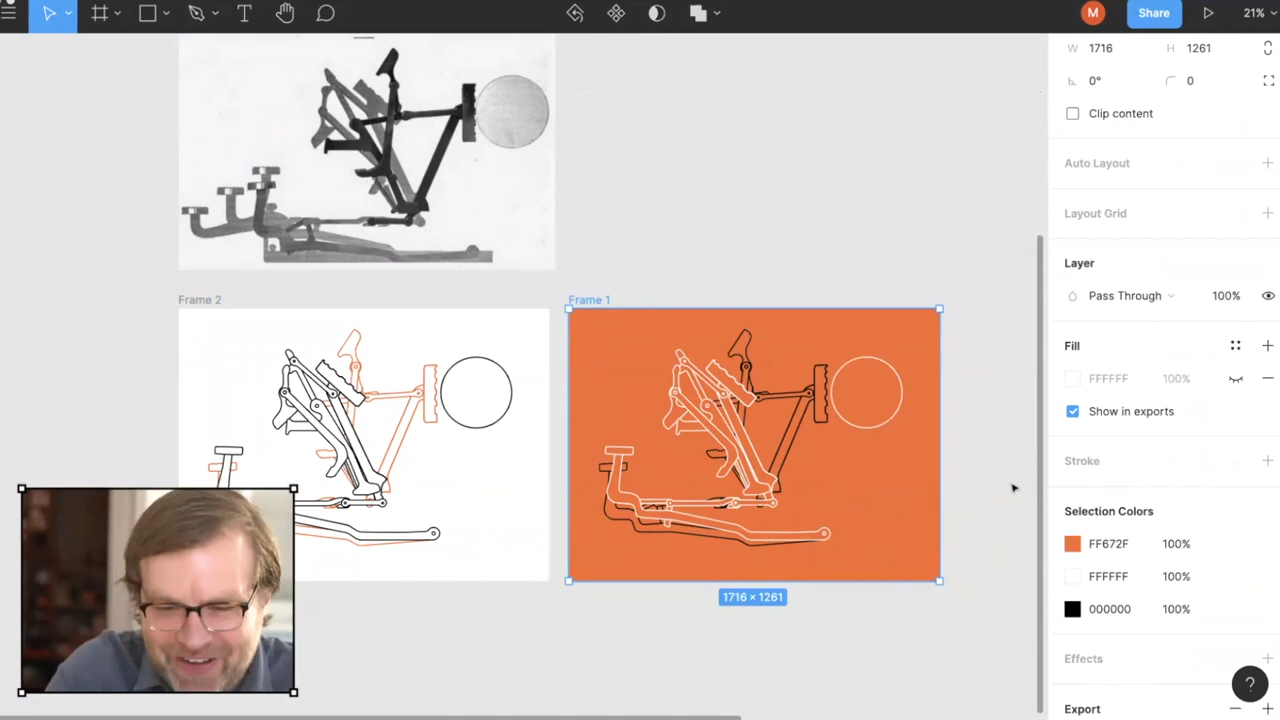 M
Share
21%
W 1716 H 1261
0° 0
Clip content
Auto Layout
Layout Grid
Layer
Pass Through 100%
Fill
FFFFFF 100%
Show in exports
Stroke
Selection Colors
FF672F 100%
FFFFFF 100%
000000 100%
Effects
Export
?
Frame 2
Frame 1
1716 × 1261